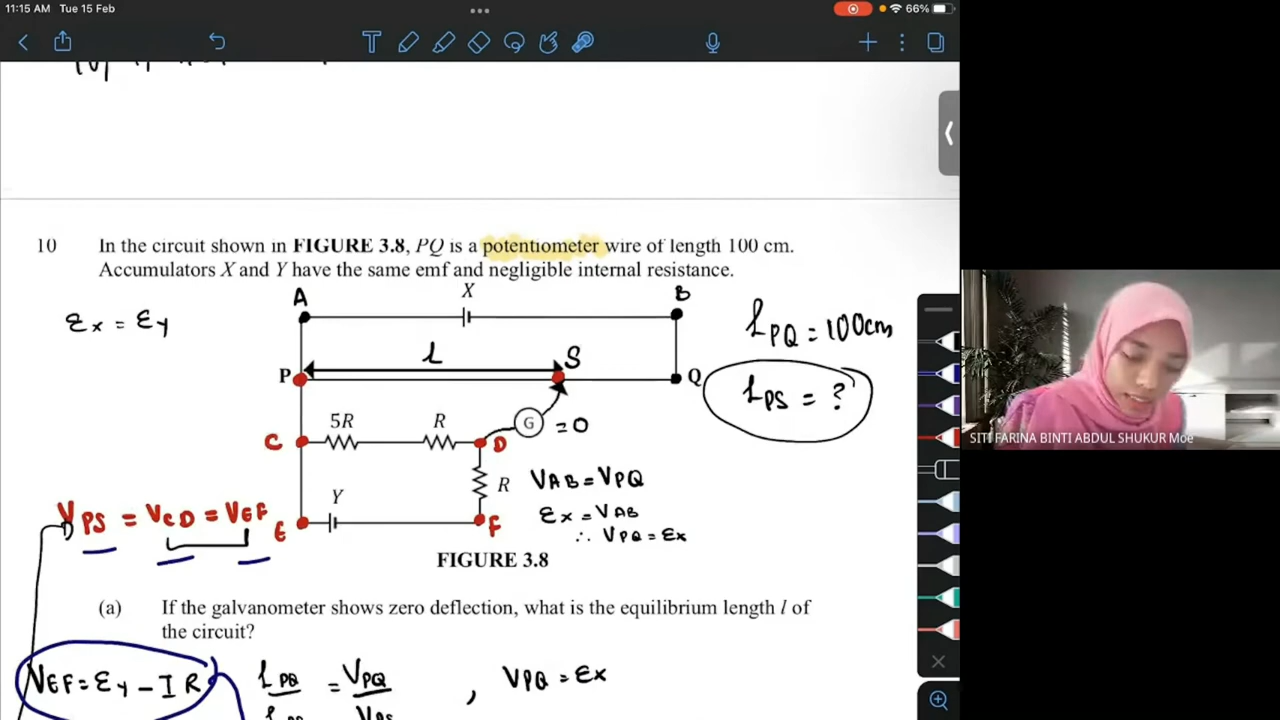 11:15 AM Tue 15 Feb
66%
10 In the circuit shown in FIGURE 3.8, PQ is a potentiometer wire of length 100 cm.
Accumulators X and Y have the same emf and negligible internal resistance.
εx = εy
A
X
B
l
S
P
Q
lPQ = 100cm
lPS = ?
5R
R
G = 0
C
D
R
Y
E
F
VAB = VPQ
εx = VAB
∴ VPQ = εx
VPS = VCD = VEF
FIGURE 3.8
(a) If the galvanometer shows zero deflection, what is the equilibrium length l of
the circuit?
VEF = εy - IR
lPQ = VPQ , VPQ = εx
VPS
SITI FARINA BINTI ABDUL SHUKUR Moe